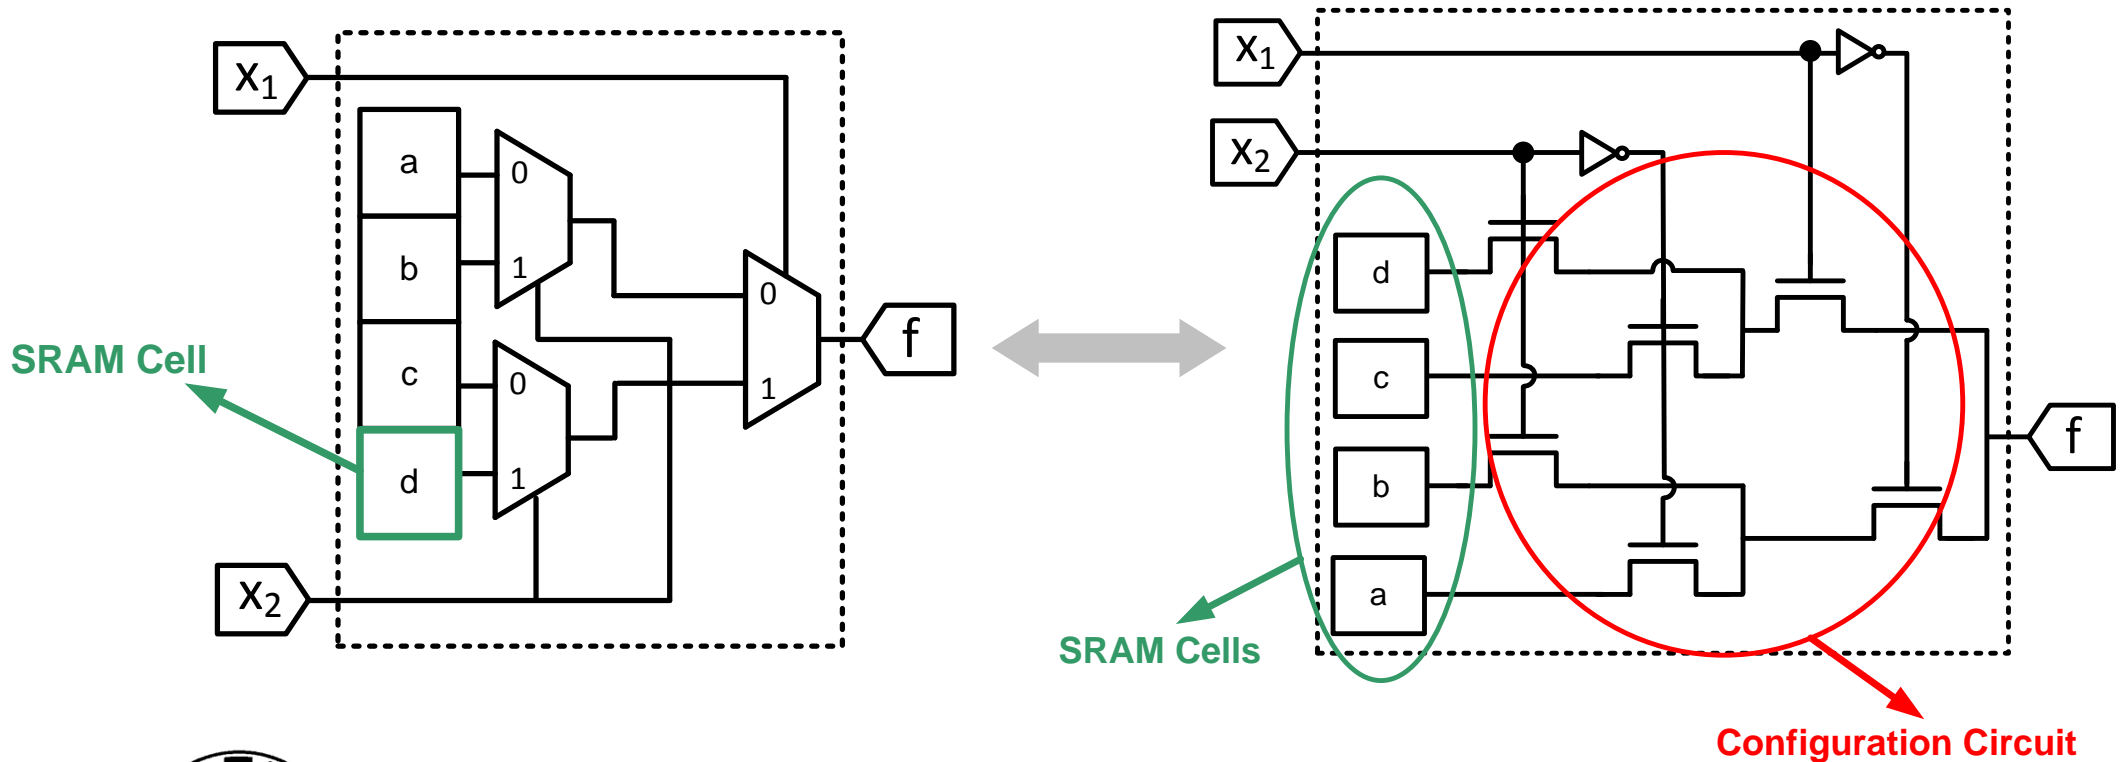 x1
a
b
c
d
0
1
0
1
0
1
x2
f
SRAM Cell
x1
x2
d
c
b
a
f
SRAM Cells
Configuration Circuit